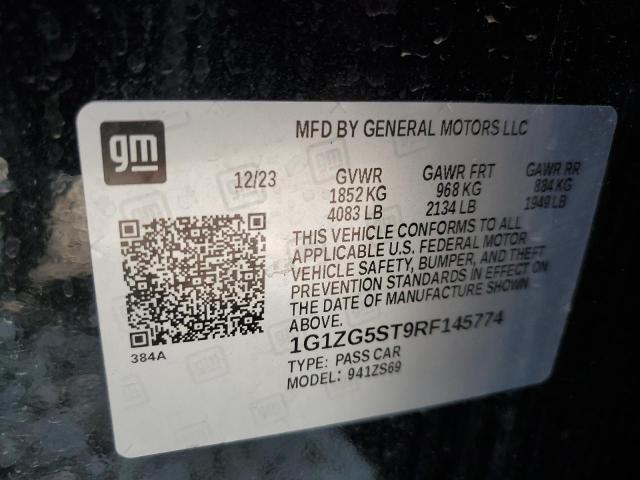 gm
MFD BY GENERAL MOTORS LLC
12/23 GVWR GAWR FRT GAWR RR
1852 KG 968 KG 884 KG
4083 LB 2134 LB 1949 LB
THIS VEHICLE CONFORMS TO ALL
APPLICABLE U.S. FEDERAL MOTOR
VEHICLE SAFETY, BUMPER, AND THEFT
PREVENTION STANDARDS IN EFFECT ON
THE DATE OF MANUFACTURE SHOWN
ABOVE.
1G1ZG5ST9RF145774
384A
TYPE: PASS CAR
MODEL: 941ZS69